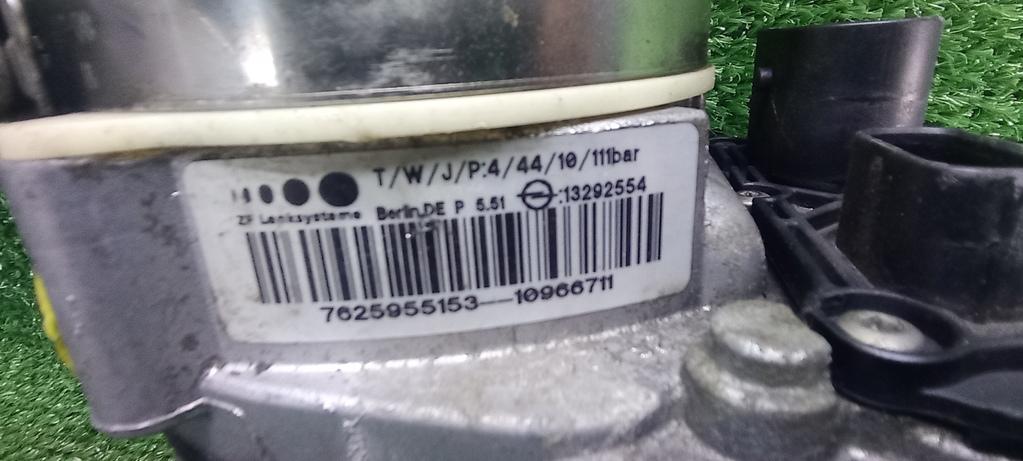 T/W/J/P:4/44/10/111bar
ZF Lenksysteme Berlin,DE P 5.51 :13292554
7625955153--10966711